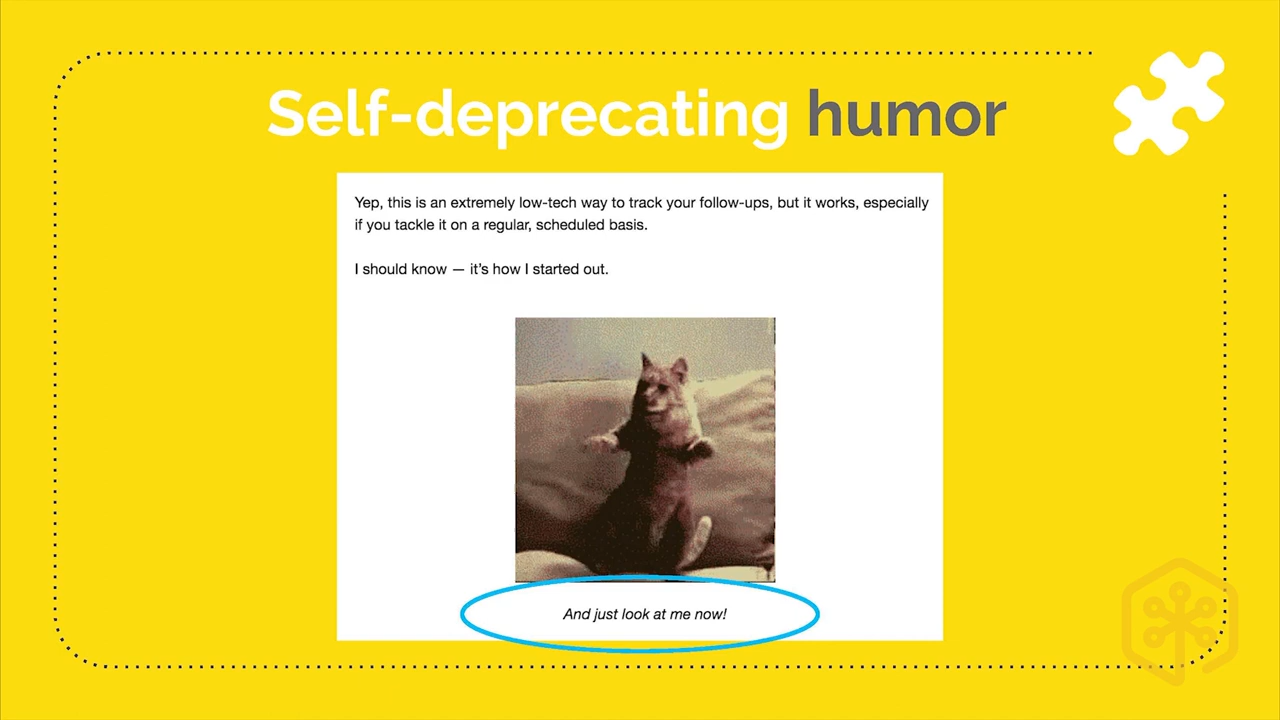 Self-deprecating humor
Yep, this is an extremely low-tech way to track your follow-ups, but it works, especially
if you tackle it on a regular, scheduled basis.
I should know — it’s how I started out.
And just look at me now!